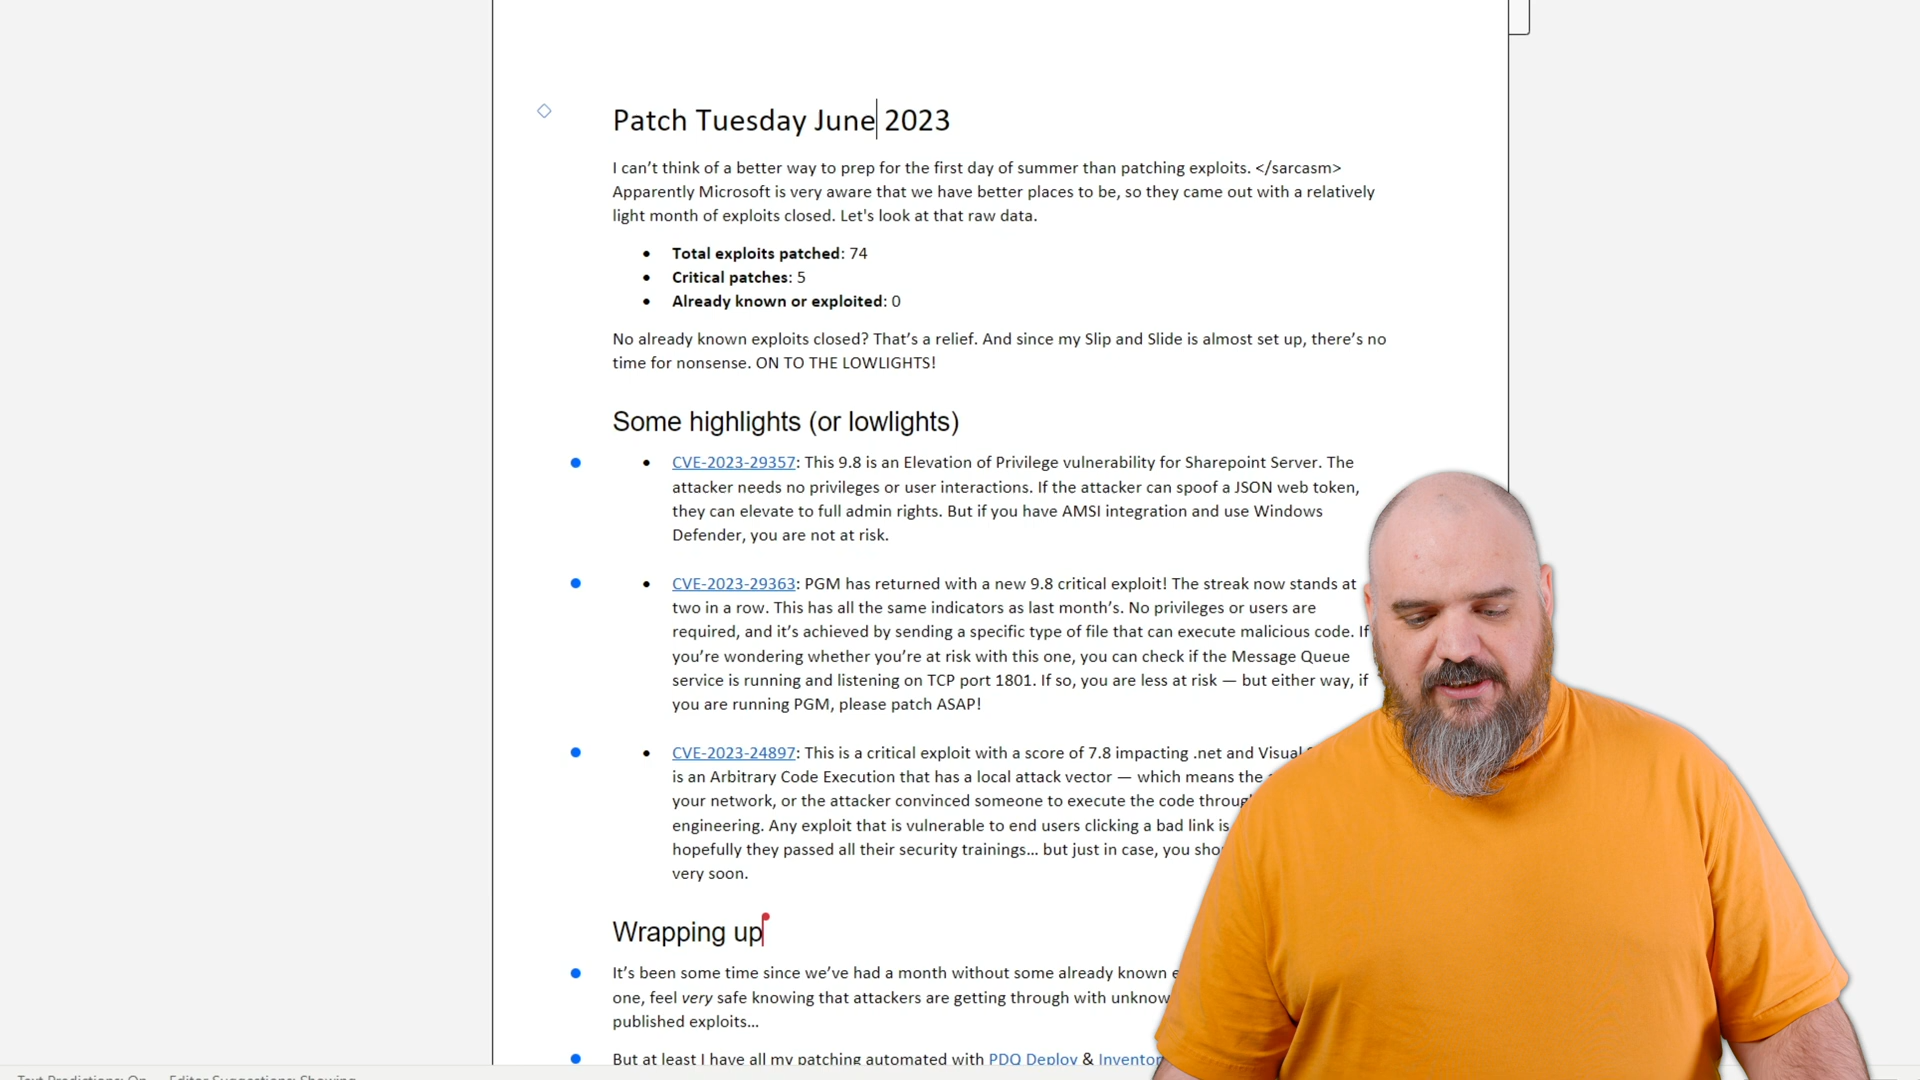 Patch Tuesday June 2023
I can’t think of a better way to prep for the first day of summer than patching exploits. </sarcasm>
Apparently Microsoft is very aware that we have better places to be, so they came out with a relatively
light month of exploits closed. Let's look at that raw data.
• Total exploits patched: 74
• Critical patches: 5
• Already known or exploited: 0
No already known exploits closed? That’s a relief. And since my Slip and Slide is almost set up, there’s no
time for nonsense. ON TO THE LOWLIGHTS!
Some highlights (or lowlights)
• CVE-2023-29357: This 9.8 is an Elevation of Privilege vulnerability for Sharepoint Server. The
attacker needs no privileges or user interactions. If the attacker can spoof a JSON web token,
they can elevate to full admin rights. But if you have AMSI integration and use Windows
Defender, you are not at risk.
• CVE-2023-29363: PGM has returned with a new 9.8 critical exploit! The streak now stands at
two in a row. This has all the same indicators as last month’s. No privileges or users are
required, and it’s achieved by sending a specific type of file that can execute malicious code. If
you’re wondering whether you’re at risk with this one, you can check if the Message Queue
service is running and listening on TCP port 1801. If so, you are less at risk — but either way, if
you are running PGM, please patch ASAP!
• CVE-2023-24897: This is a critical exploit with a score of 7.8 impacting .net and Visual
is an Arbitrary Code Execution that has a local attack vector — which means the
your network, or the attacker convinced someone to execute the code
engineering. Any exploit that is vulnerable to end users clicking a bad link is
hopefully they passed all their security trainings... but just in case, you
very soon.
Wrapping up
It’s been some time since we’ve had a month without some already known
one, feel very safe knowing that attackers are getting through with
published exploits...
But at least I have all my patching automated with PDQ Deploy &
Text Predictions: On Editor Suggestions: Showing